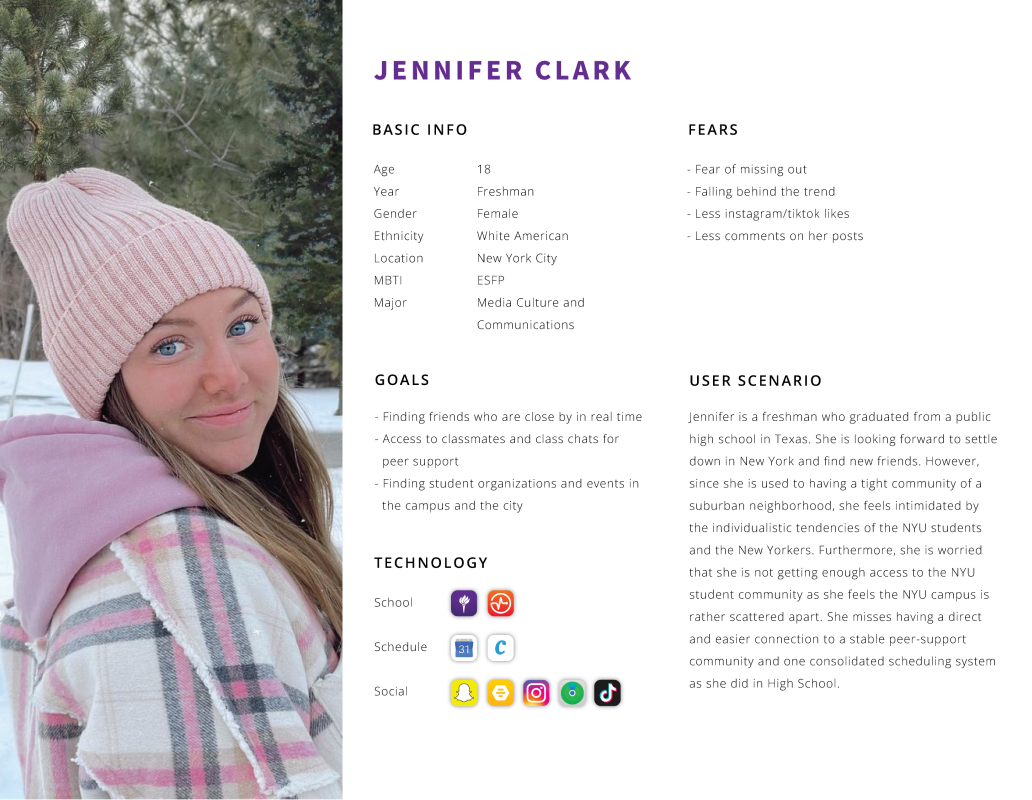 JENNIFER CLARK
BASIC INFO
Age 18
Year Freshman
Gender Female
Ethnicity White American
Location New York City
MBTI ESFP
Major Media Culture and
Communications
FEARS
- Fear of missing out
- Falling behind the trend
- Less instagram/tiktok likes
- Less comments on her posts
GOALS
- Finding friends who are close by in real time
- Access to classmates and class chats for
peer support
- Finding student organizations and events in
the campus and the city
TECHNOLOGY
School
Schedule 31 C
Social
USER SCENARIO
Jennifer is a freshman who graduated from a public
high school in Texas. She is looking forward to settle
down in New York and find new friends. However,
since she is used to having a tight community of a
suburban neighborhood, she feels intimidated by
the individualistic tendencies of the NYU students
and the New Yorkers. Furthermore, she is worried
that she is not getting enough access to the NYU
student community as she feels the NYU campus is
rather scattered apart. She misses having a direct
and easier connection to a stable peer-support
community and one consolidated scheduling system
as she did in High School.